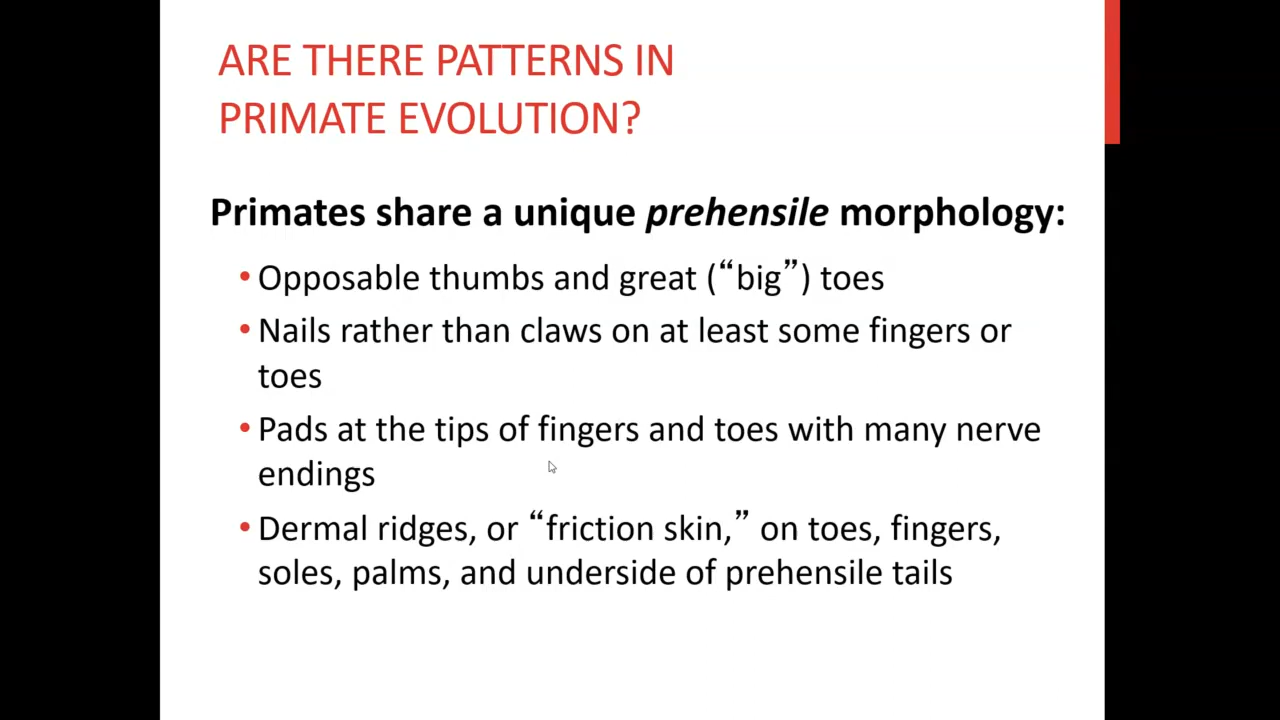 ARE THERE PATTERNS IN
PRIMATE EVOLUTION?
Primates share a unique prehensile morphology:
• Opposable thumbs and great (“big”) toes
• Nails rather than claws on at least some fingers or
toes
• Pads at the tips of fingers and toes with many nerve
endings
• Dermal ridges, or “friction skin,” on toes, fingers,
soles, palms, and underside of prehensile tails